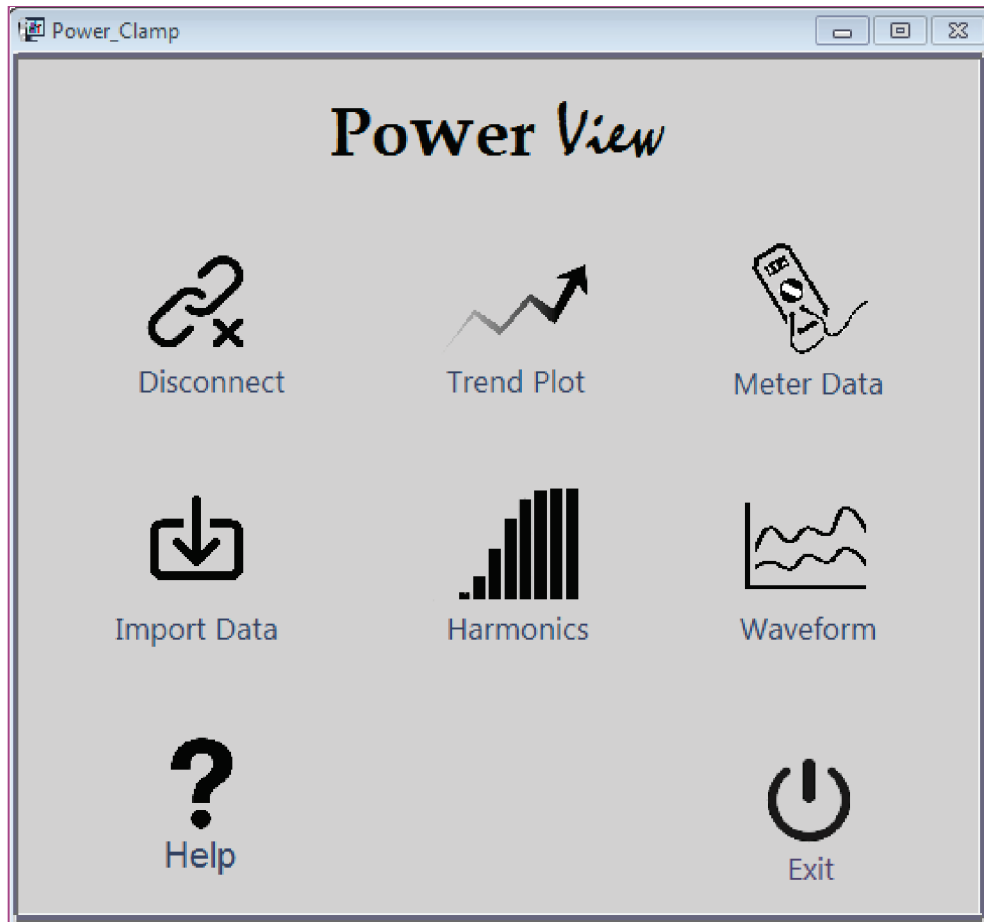 Power_Clamp
Power View
Disconnect
Trend Plot
Meter Data
Import Data
Harmonics
Waveform
Help
Exit